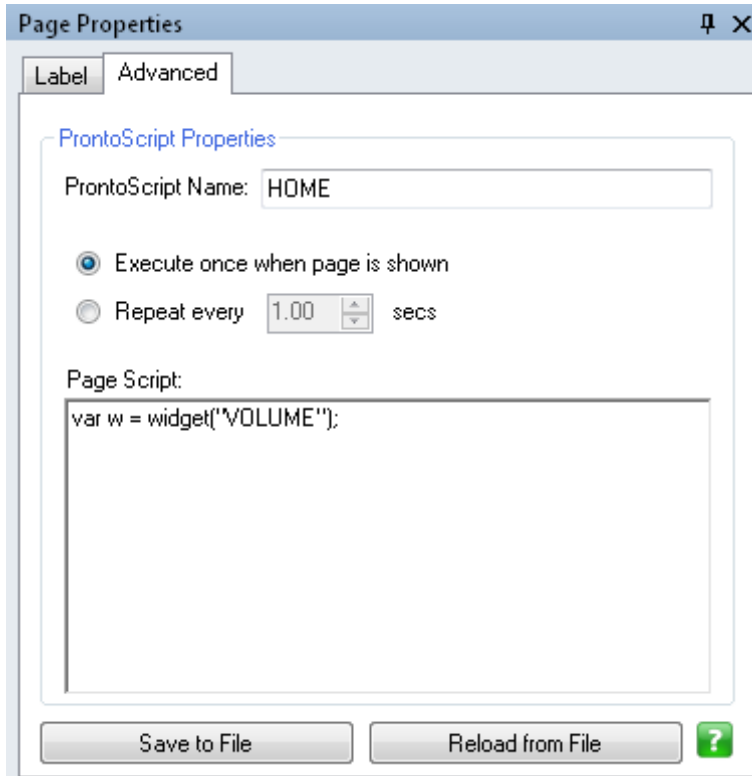 Page Properties
Label
Advanced
ProntoScript Properties
ProntoScript Name: HOME
Execute once when page is shown
Repeat every 1.00 secs
Page Script:
var w = widget("VOLUME");
Save to File
Reload from File
?